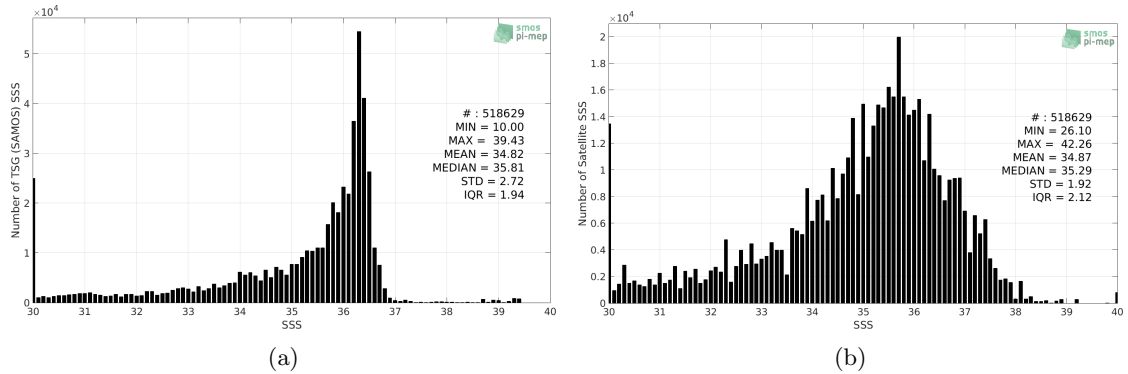 ×10⁴
smos
pi-mep
5
4
3
2
1
0
Number of TSG (SAMOS) SSS
# : 518629
MIN = 10.00
MAX = 39.43
MEAN = 34.82
MEDIAN = 35.81
STD = 2.72
IQR = 1.94
30 31 32 33 34 35 36 37 38 39 40
SSS
(a)
×10⁴
smos
pi-mep
2
1.8
1.6
1.4
1.2
1
0.8
0.6
0.4
0.2
0
Number of Satellite SSS
# : 518629
MIN = 26.10
MAX = 42.26
MEAN = 34.87
MEDIAN = 35.29
STD = 1.92
IQR = 2.12
30 31 32 33 34 35 36 37 38 39 40
SSS
(b)